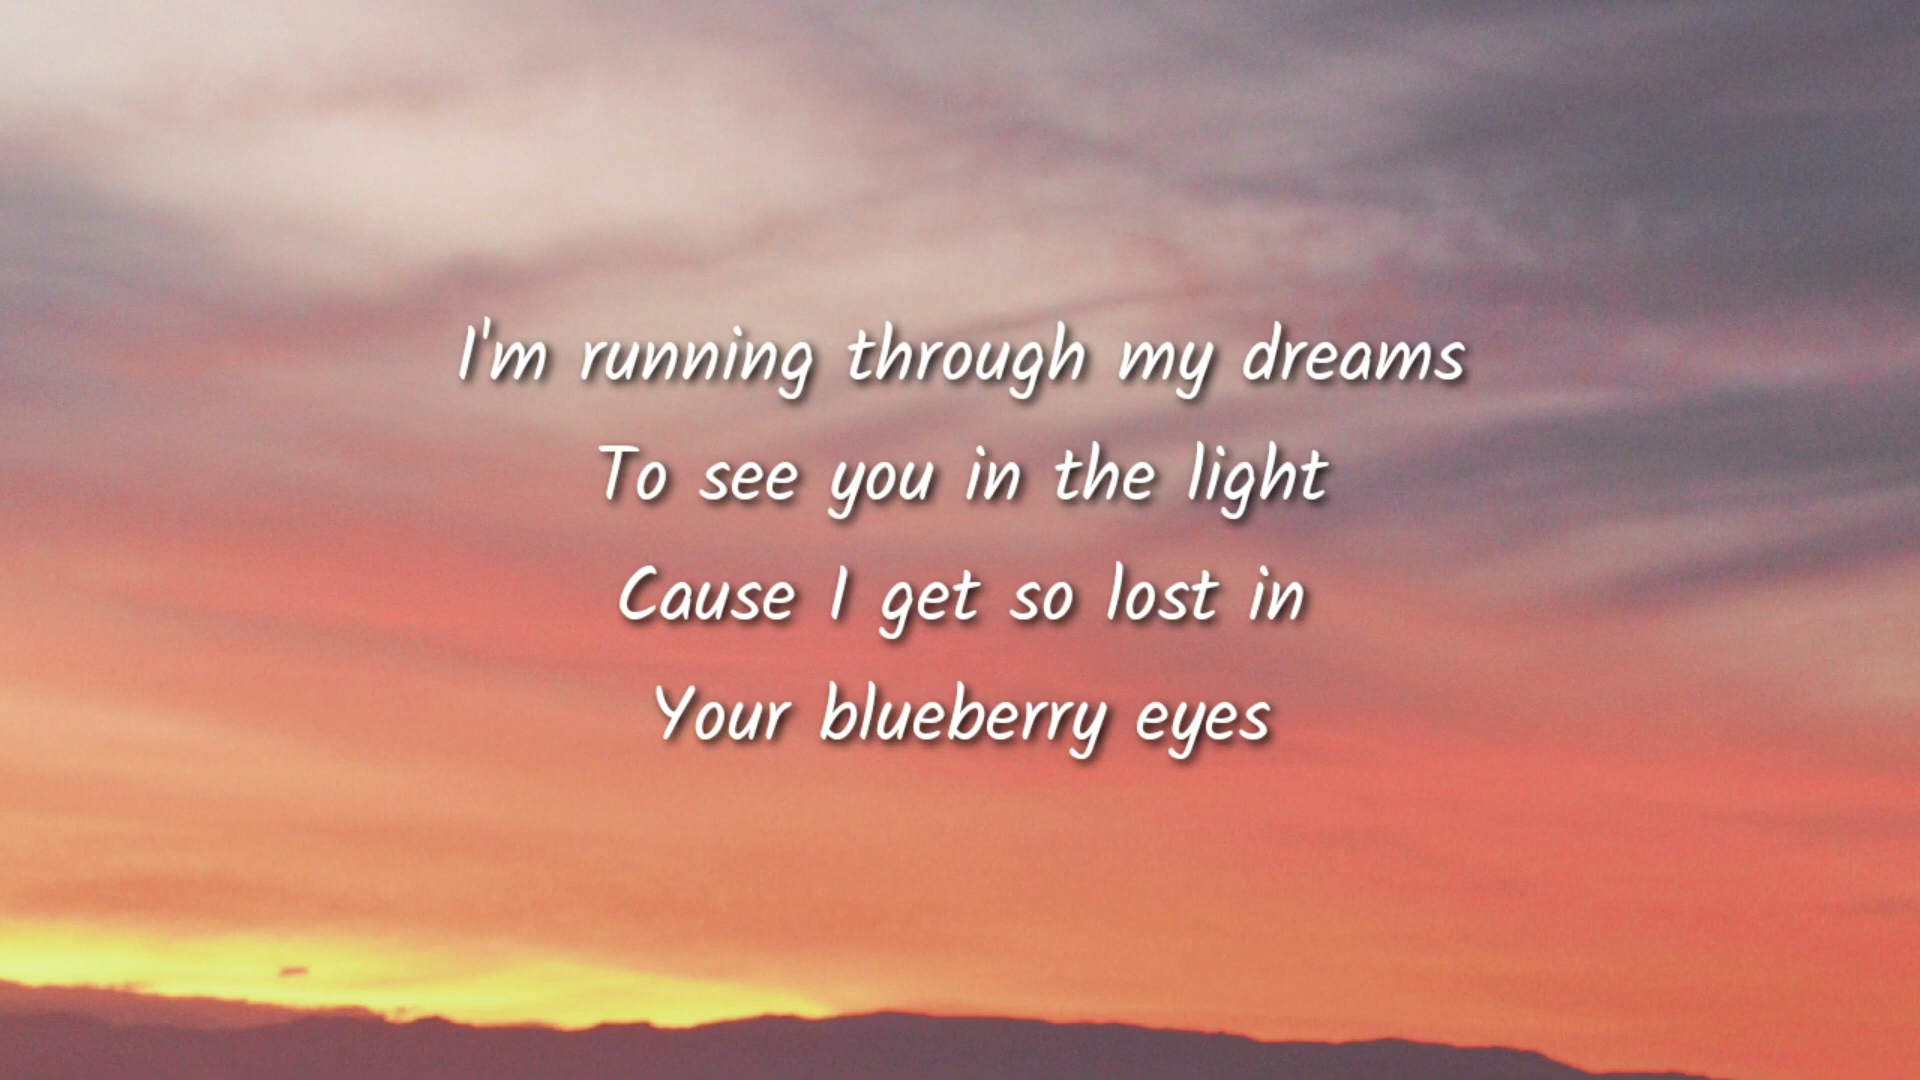 I'm running through my dreams
To see you in the light
Cause I get so lost in
Your blueberry eyes